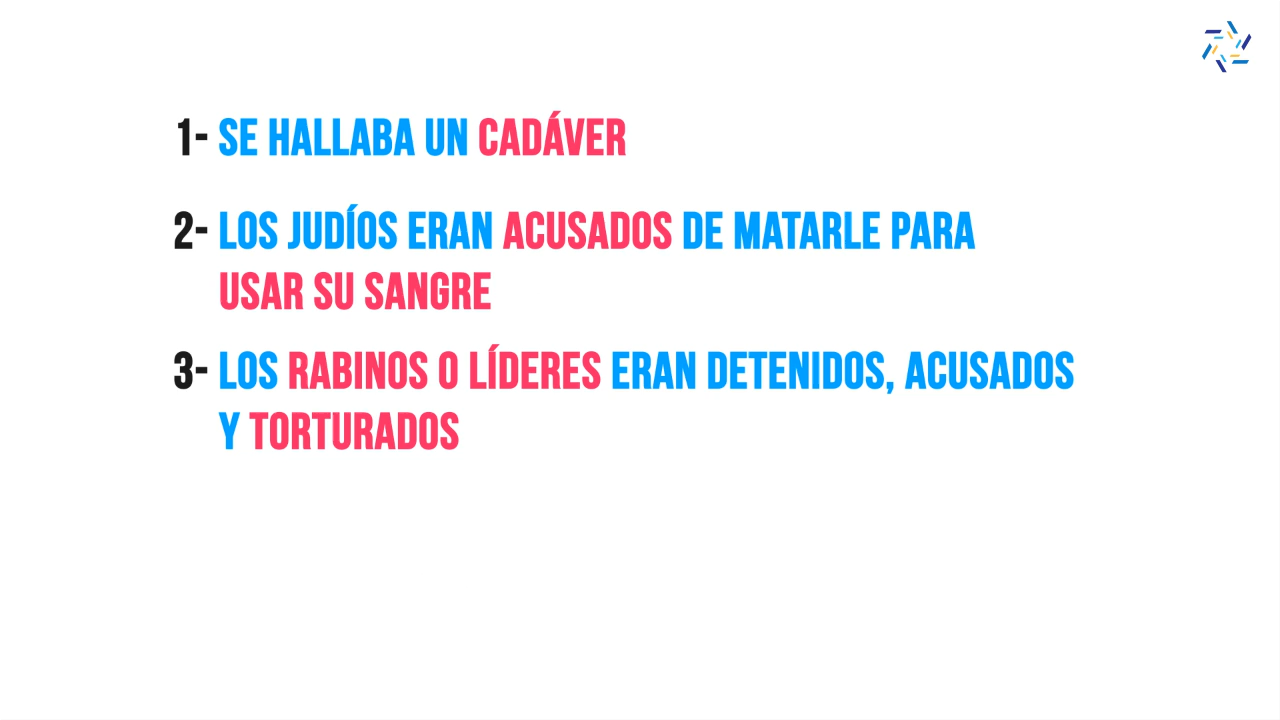 1- SE HALLABA UN CADÁVER
2- LOS JUDÍOS ERAN ACUSADOS DE MATARLE PARA
USAR SU SANGRE
3- LOS RABINOS O LÍDERES ERAN DETENIDOS, ACUSADOS
Y TORTURADOS